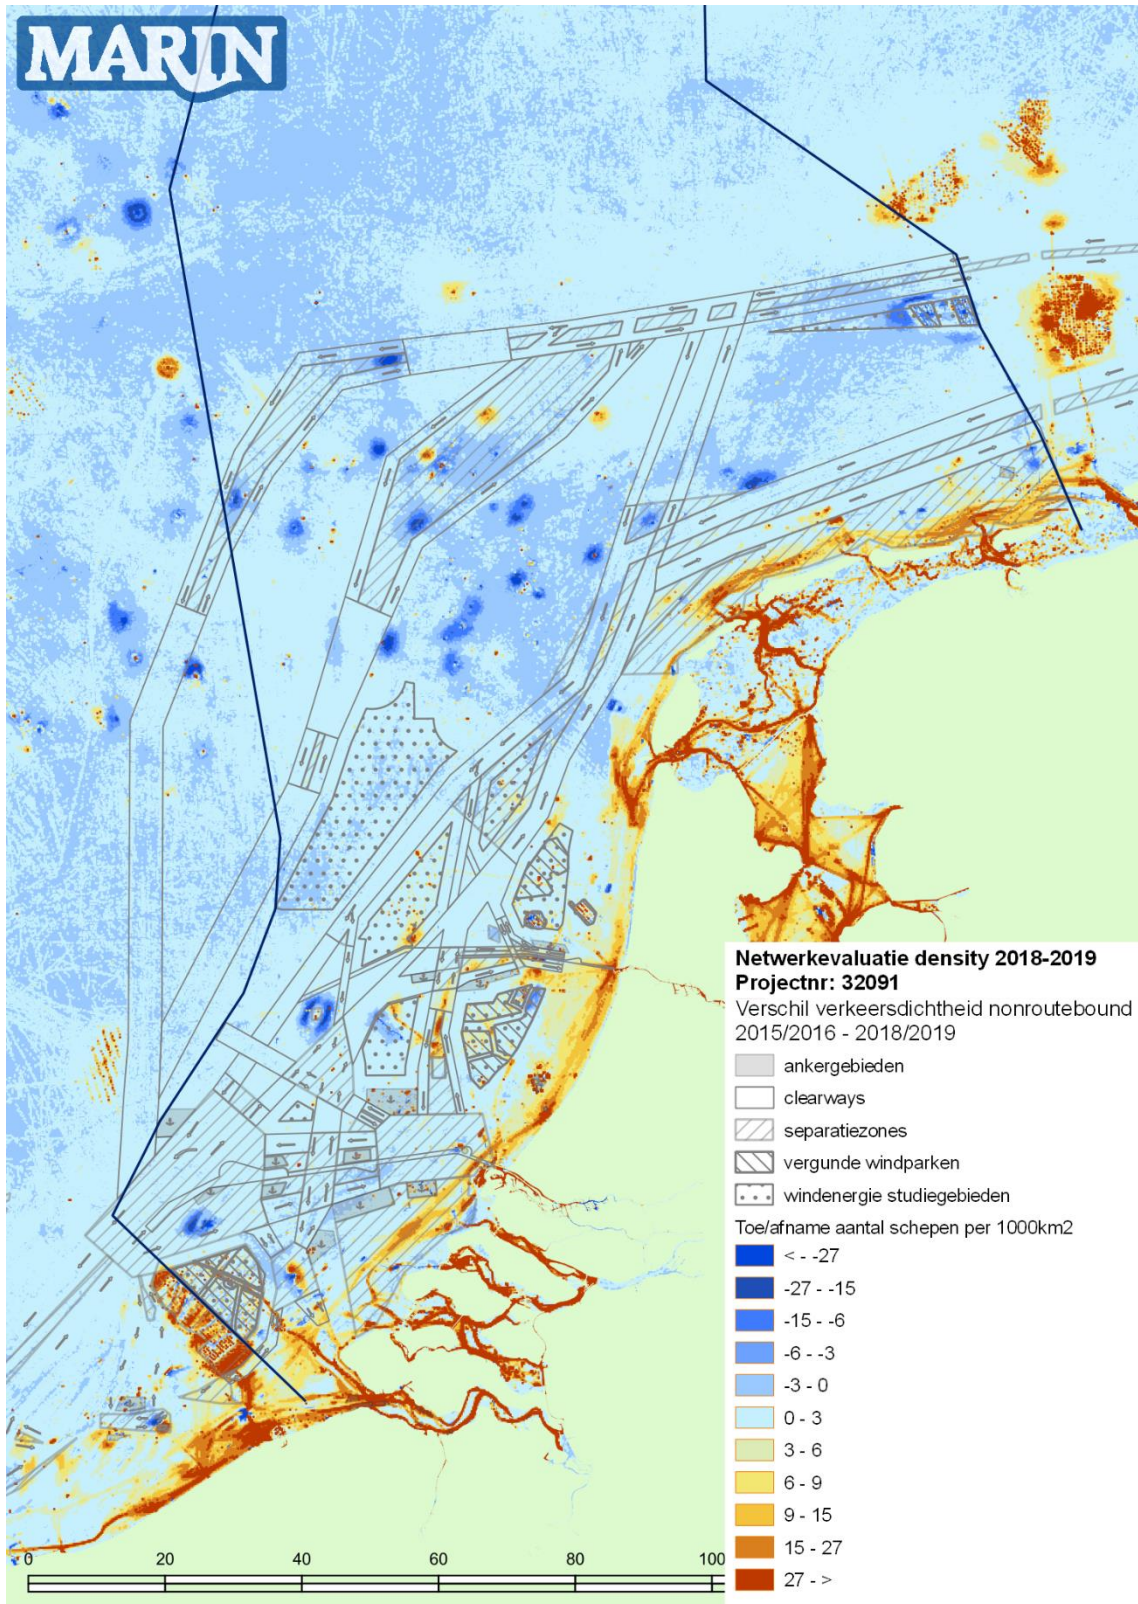 MARIN
Netwerkevaluatie density 2018-2019
Projectnr: 32091
Verschil verkeersdichtheid nonroutebound
2015/2016 - 2018/2019
ankergebieden
clearways
separatiezones
vergunde windparken
windenergie studiegebieden
Toe/afname aantal schepen per 1000km2
< - -27
-27 - -15
-15 - -6
-6 - -3
-3 - 0
0 - 3
3 - 6
6 - 9
9 - 15
15 - 27
27 - >
0 20 40 60 80 100